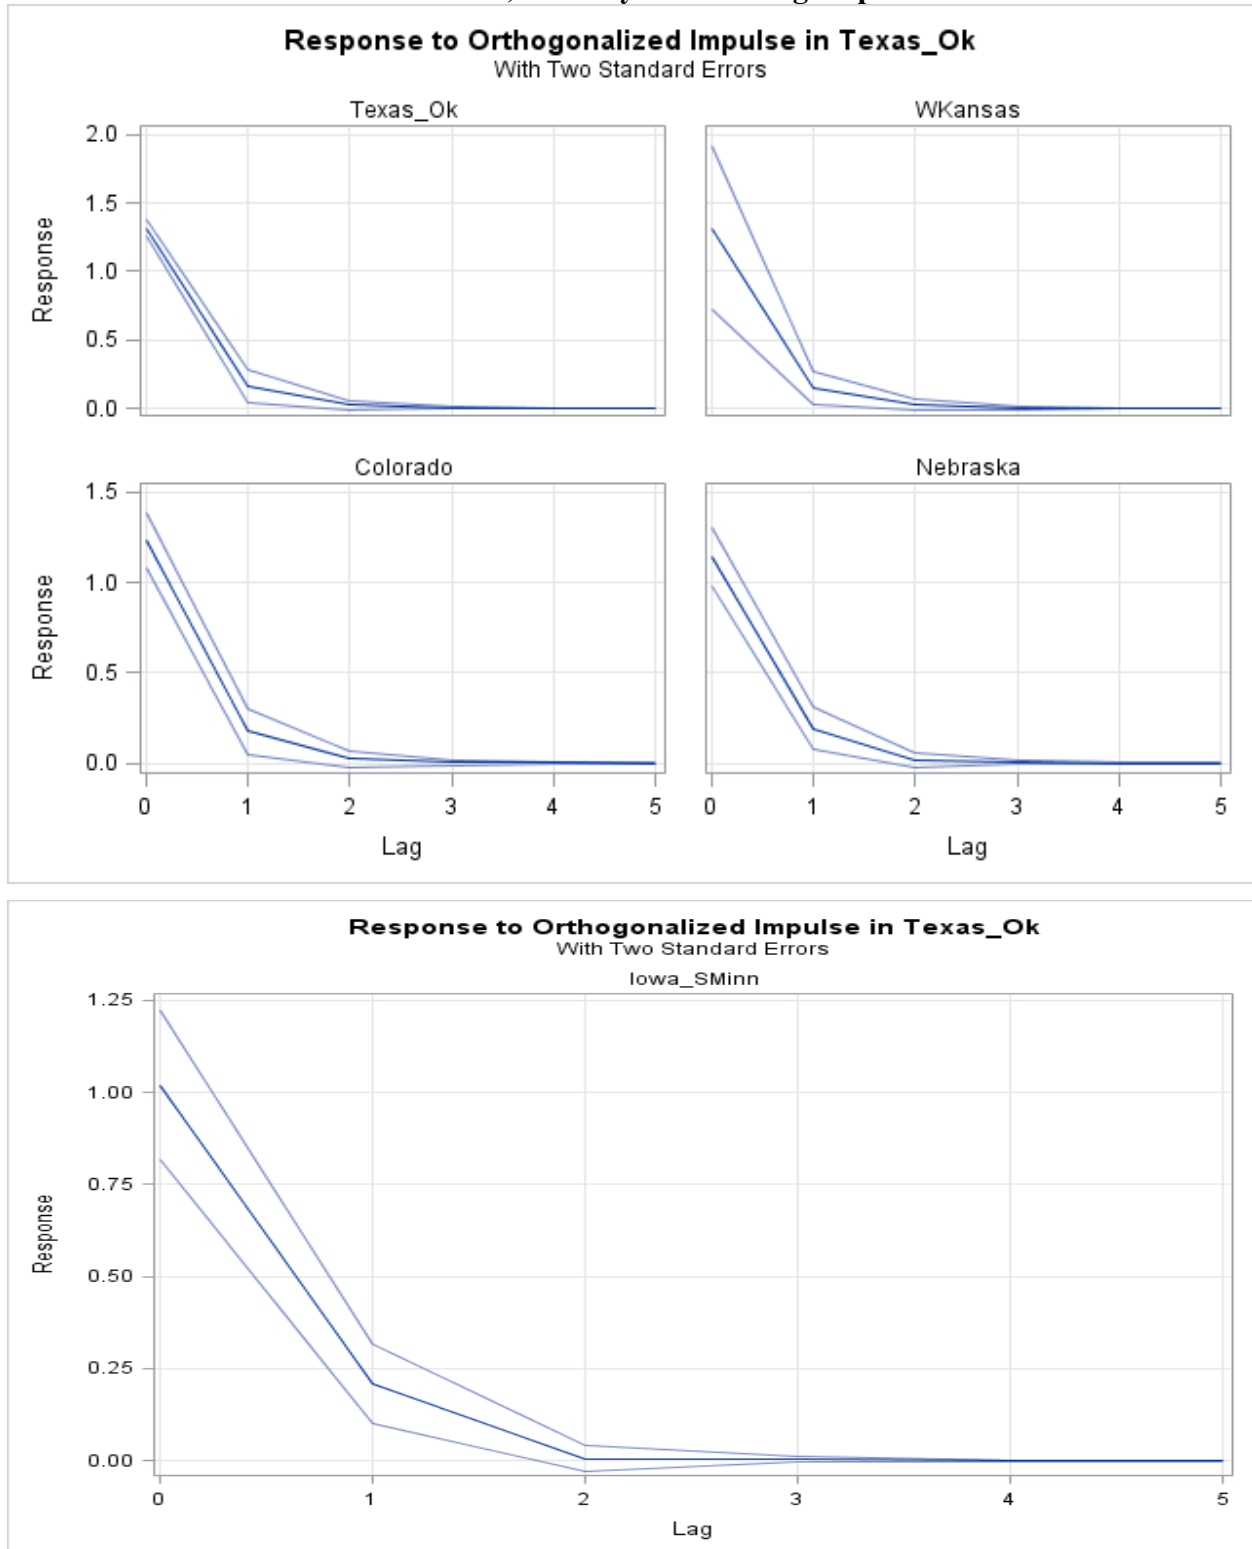 Response to Orthogonalized Impulse in Texas_Ok
With Two Standard Errors
Texas_Ok
WKansas
Response
2.0
1.5
1.0
0.5
0.0
Colorado
Nebraska
Response
1.5
1.0
0.5
0.0
0 1 2 3 4 5
0 1 2 3 4 5
Lag
Lag
Response to Orthogonalized Impulse in Texas_Ok
With Two Standard Errors
Iowa_SMinn
Response
1.25
1.00
0.75
0.50
0.25
0.00
0 1 2 3 4 5
Lag